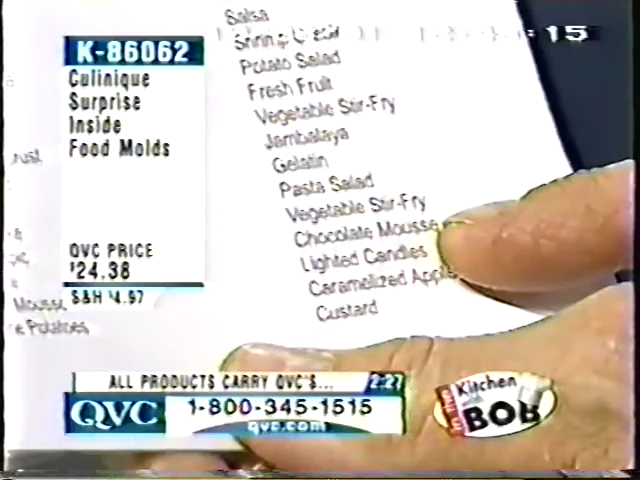 Salsa
Potato Salad
Fresh Fruit
Vegetable Stir-Fry
Jambalaya
Gelatin
Pasta Salad
Vegetable Stir-Fry
Chocolate Mousse
Lighted Candles
Caramelized Apple
Custard
Mousse
e Potatoes
K-86062
Culinique
Surprise
Inside
Food Molds
QVC PRICE
$24.38
S&H $4.97
15
ALL PRODUCTS CARRY QVC'S... 2:27
QVC 1-800-345-1515
qvc.com
In the Kitchen with BOB